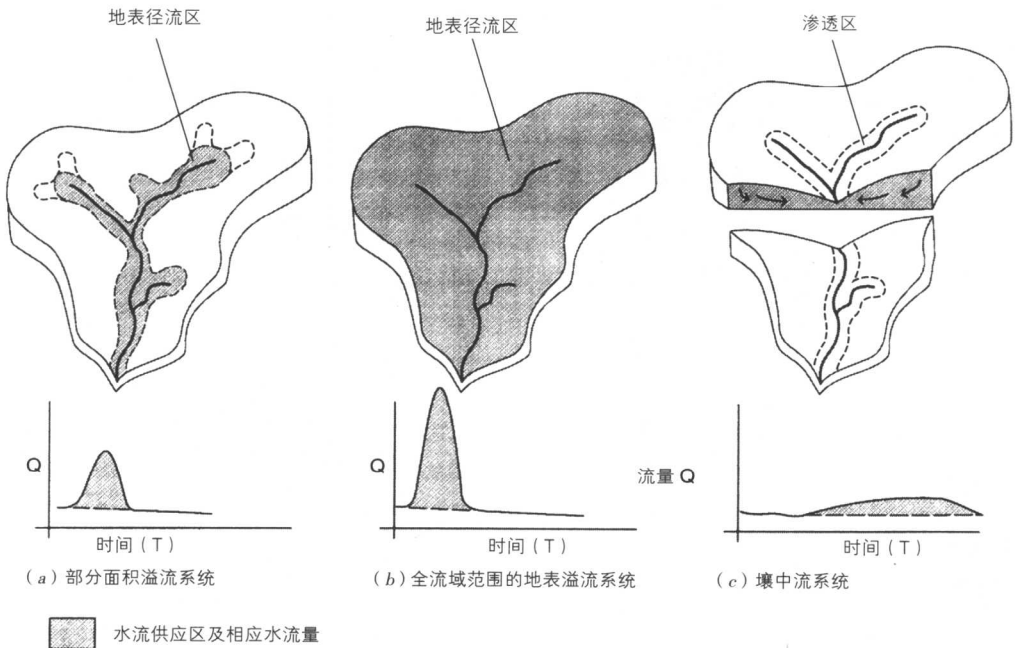 地表径流区
地表径流区
渗透区
Q
时间(T)
Q
时间(T)
流量 Q
时间(T)
(a)部分面积溢流系统
(b)全流域范围的地表溢流系统
(c)壤中流系统
水流供应区及相应水流量